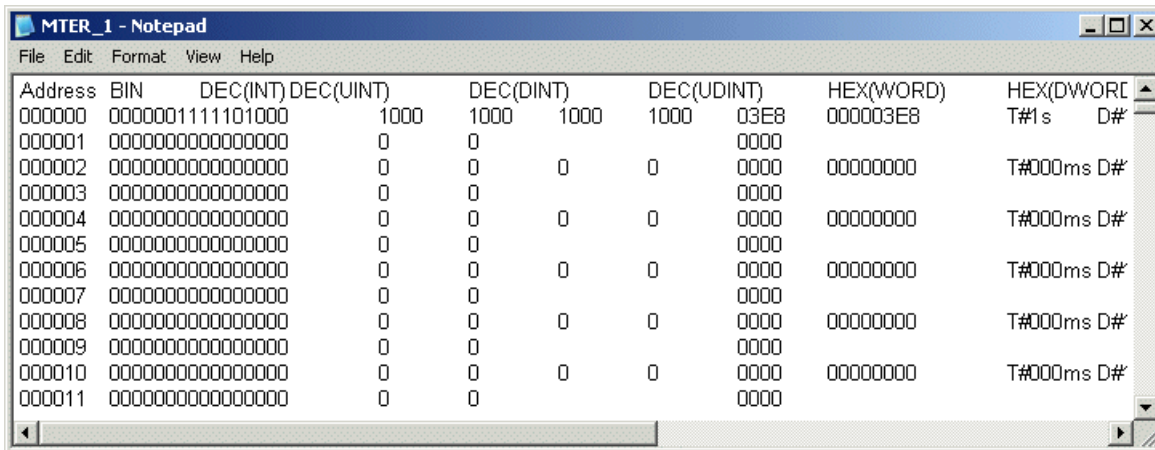 MTER_1 - Notepad
File Edit Format View Help
Address BIN DEC(INT) DEC(UINT) DEC(DINT) DEC(UDINT) HEX(WORD) HEX(DWORD
000000 0000001111101000 1000 1000 1000 1000 03E8 000003E8 T#1s D#
000001 0000000000000000 0 0 0000
000002 0000000000000000 0 0 0 0 0000 00000000 T#000ms D#
000003 0000000000000000 0 0 0000
000004 0000000000000000 0 0 0 0 0000 00000000 T#000ms D#
000005 0000000000000000 0 0 0000
000006 0000000000000000 0 0 0 0 0000 00000000 T#000ms D#
000007 0000000000000000 0 0 0000
000008 0000000000000000 0 0 0 0 0000 00000000 T#000ms D#
000009 0000000000000000 0 0 0000
000010 0000000000000000 0 0 0 0 0000 00000000 T#000ms D#
000011 0000000000000000 0 0 0000